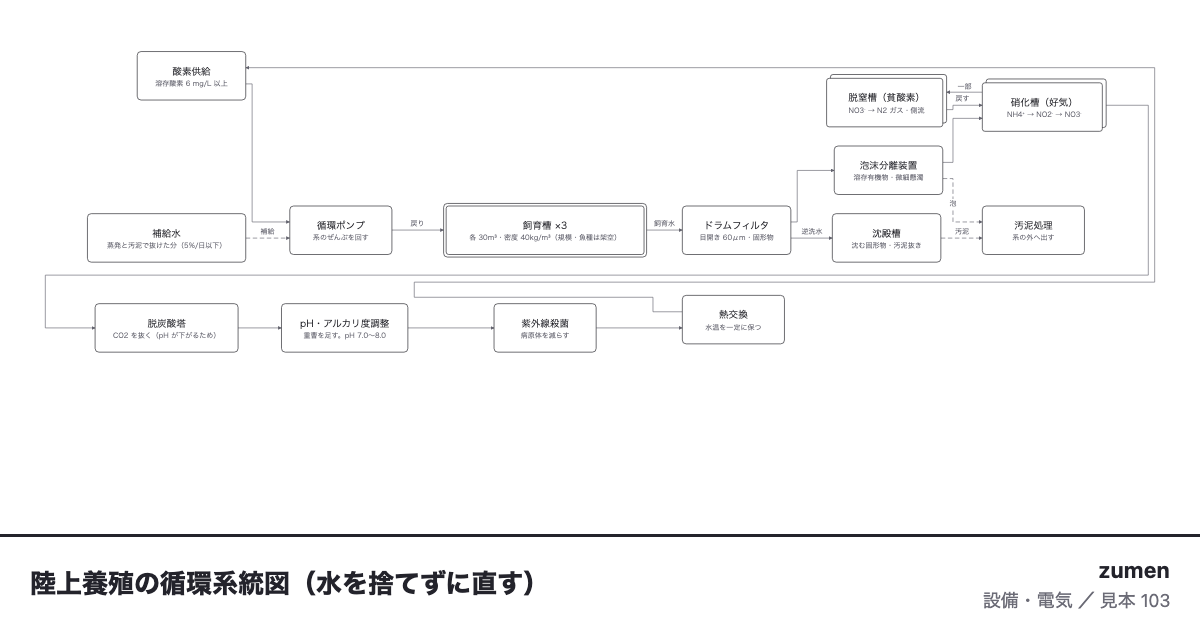 酸素供給
溶存酸素 6 mg/L 以上
脱窒槽（貧酸素）
NO3⁻ → N2 ガス・側流
一部
戻す
硝化槽（好気）
NH4⁺ → NO2⁻ → NO3⁻
泡沫分離装置
溶存有機物・微細懸濁
泡
補給水
蒸発と汚泥で抜けた分（5%/日以下）
補給
循環ポンプ
系のぜんぶを回す
戻り
飼育槽 ×3
各 30m³・密度 40kg/m³（規模・魚種は架空）
飼育水
ドラムフィルタ
目開き 60μm・固形物
逆洗水
沈殿槽
沈む固形物・汚泥抜き
汚泥
汚泥処理
系の外へ出す
脱炭酸塔
CO2 を抜く（pH が下がるため）
pH・アルカリ度調整
重曹を足す。pH 7.0〜8.0
紫外線殺菌
病原体を減らす
熱交換
水温を一定に保つ
陸上養殖の循環系統図（水を捨てずに直す）
zumen
設備・電気 ／ 見本 103